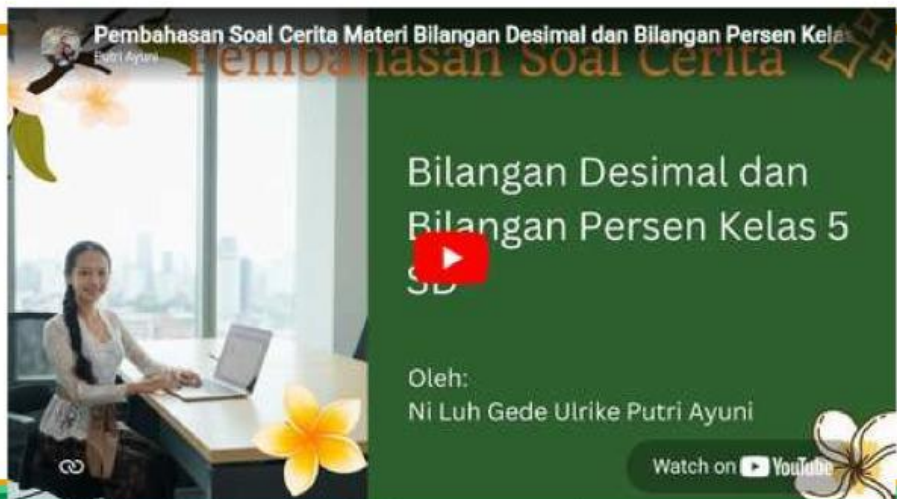 Pembahasan Soal Cerita Materi Bilangan Desimal dan Bilangan Persen Kelas
Putri Ayuni
Pembahasan Soal Cerita
Bilangan Desimal dan
Bilangan Persen Kelas 5
SD
Oleh:
Ni Luh Gede Ulrike Putri Ayuni
Watch on YouTube